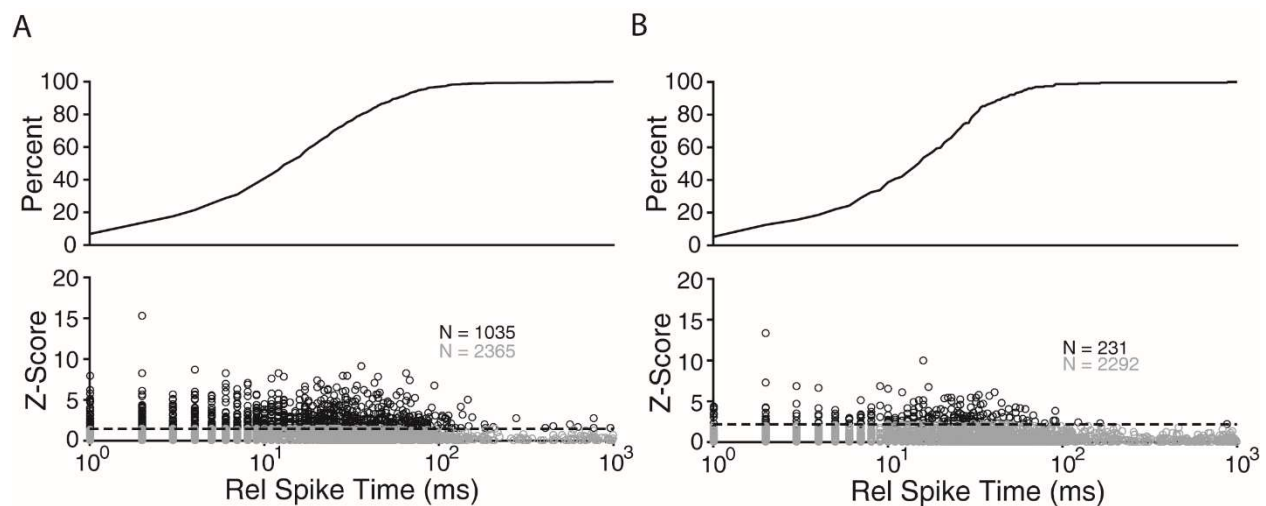 A
B
Percent
100
80
60
40
20
0
Percent
100
80
60
40
20
0
Z-Score
20
15
10
5
0
N = 1035
N = 2365
10^0
10^1
10^2
10^3
Rel Spike Time (ms)
Z-Score
20
15
10
5
0
N = 231
N = 2292
10^0
10^1
10^2
10^3
Rel Spike Time (ms)